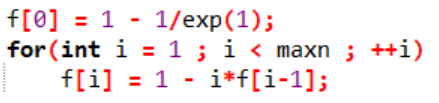 f[0] = 1 - 1/exp(1);
for(int i = 1 ; i < maxn ; ++i)
    f[i] = 1 - i*f[i-1];